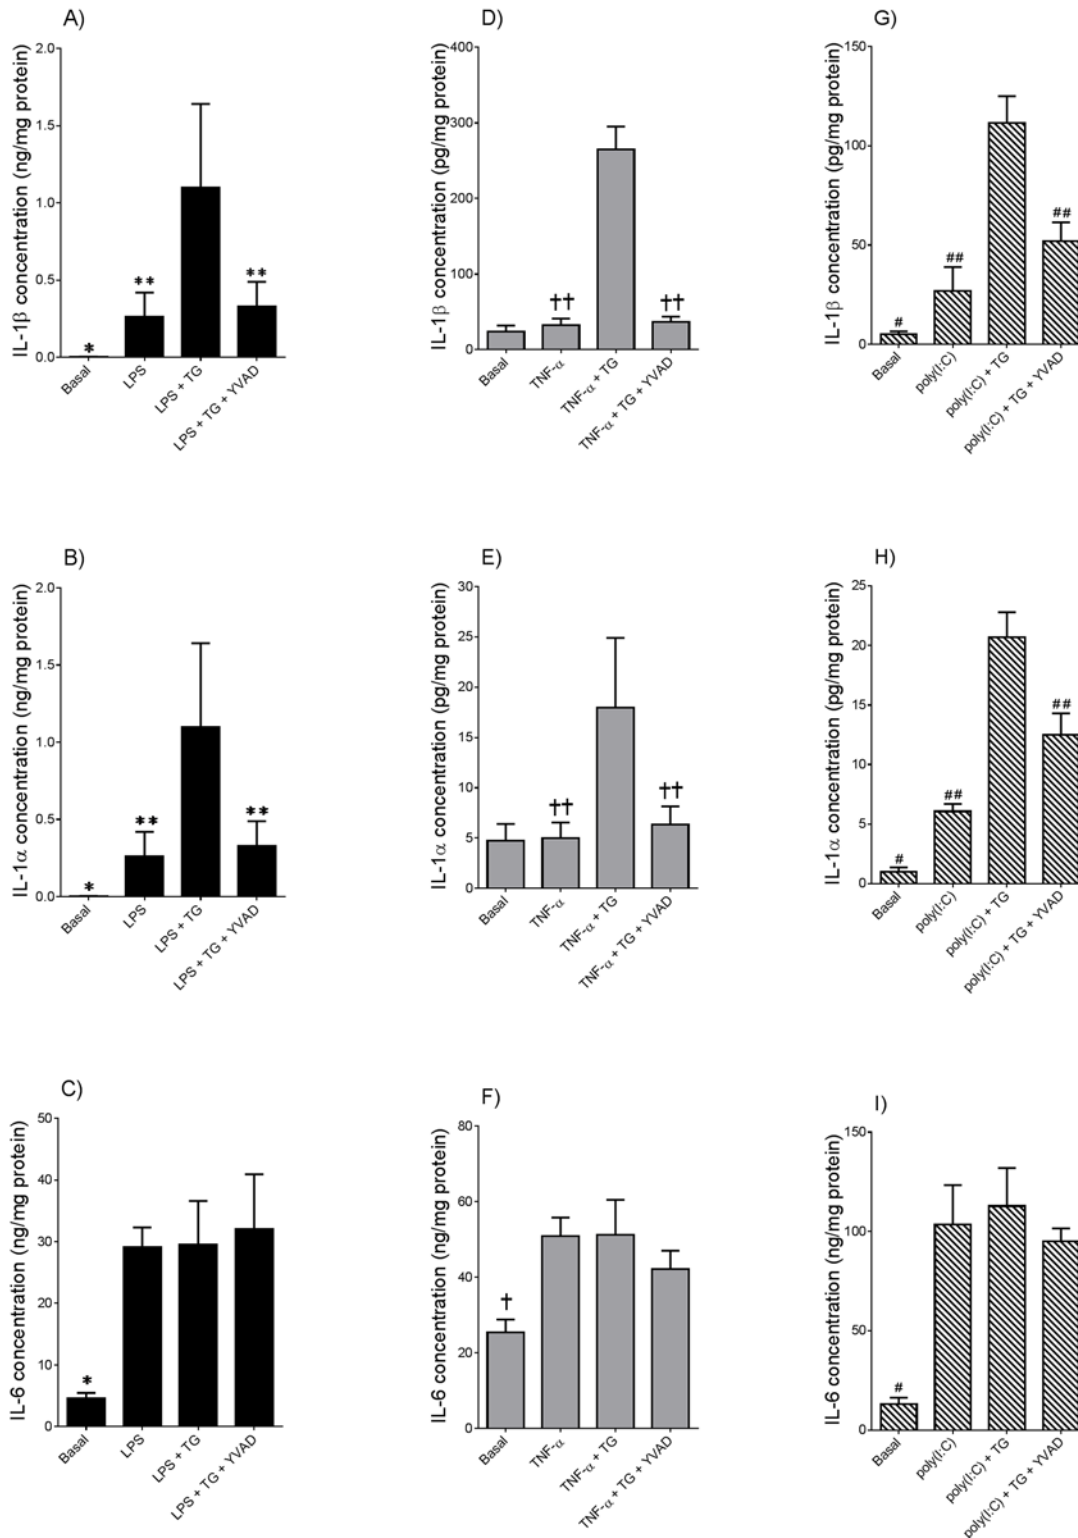 A)
IL-1β concentration (ng/mg protein)
2.0
1.5
1.0
0.5
0.0
*
**
**
Basal
LPS
LPS + TG
LPS + TG + YVAD
D)
IL-1β concentration (pg/mg protein)
400
300
200
100
0
††
††
Basal
TNF-α
TNF-α + TG
TNF-α + TG + YVAD
G)
IL-1β concentration (pg/mg protein)
150
100
50
0
#
##
##
Basal
poly(I:C)
poly(I:C) + TG
poly(I:C) + TG + YVAD
B)
IL-1α concentration (ng/mg protein)
2.0
1.5
1.0
0.5
0.0
*
**
**
Basal
LPS
LPS + TG
LPS + TG + YVAD
E)
IL-1α concentration (pg/mg protein)
30
25
20
15
10
5
0
††
††
Basal
TNF-α
TNF-α + TG
TNF-α + TG + YVAD
H)
IL-1α concentration (pg/mg protein)
25
20
15
10
5
0
#
##
##
Basal
poly(I:C)
poly(I:C) + TG
poly(I:C) + TG + YVAD
C)
IL-6 concentration (ng/mg protein)
50
40
30
20
10
0
*
Basal
LPS
LPS + TG
LPS + TG + YVAD
F)
IL-6 concentration (ng/mg protein)
80
60
40
20
0
†
Basal
TNF-α
TNF-α + TG
TNF-α + TG + YVAD
I)
IL-6 concentration (ng/mg protein)
150
100
50
0
#
Basal
poly(I:C)
poly(I:C) + TG
poly(I:C) + TG + YVAD